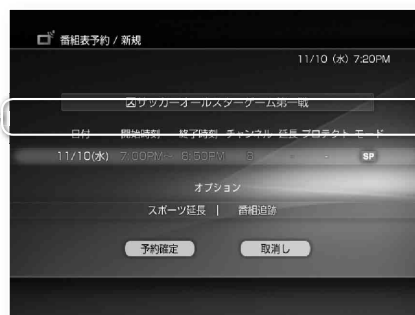 番組表予約 / 新規
11/10 (水) 7:20PM
サッカーオールスターゲーム第一戦
日付 開始時刻 終了時刻 チャンネル 延長 プロテクト モード
11/10(水) 7:00PM~ 8:50PM - - SP
オプション
スポーツ延長 | 番組追跡
予約確定 取消し